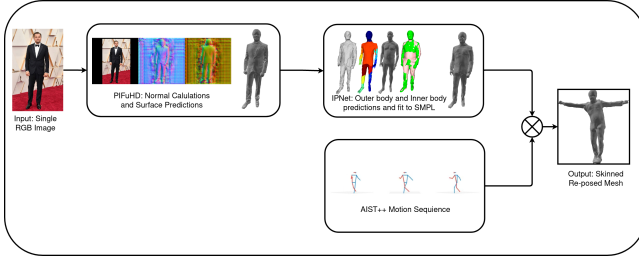 Input: Single
RGB Image
PIFuHD: Normal Calulations
and Surface Predictions
IPNet: Outer body and Inner body
predictions and fit to SMPL
AIST++ Motion Sequience
Output: Skinned
Re-posed Mesh